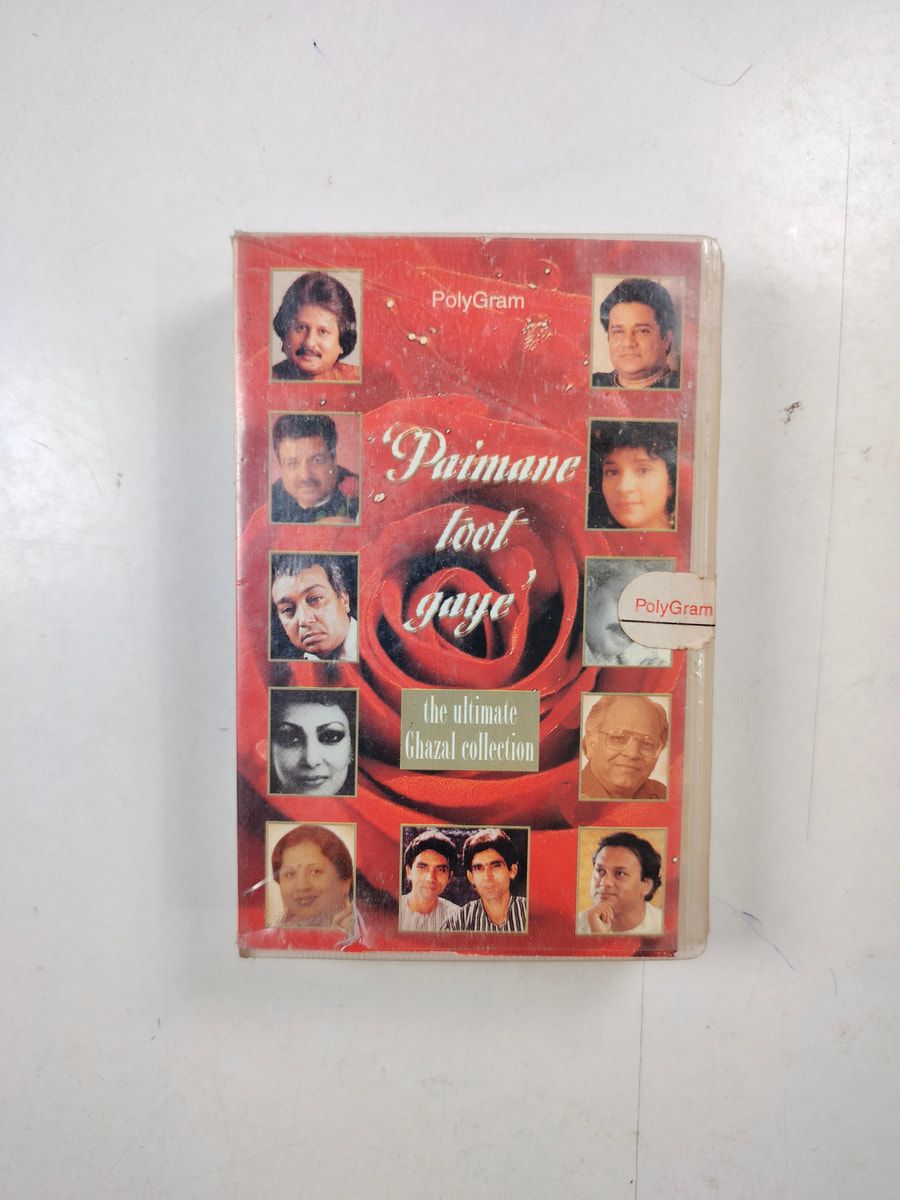 PolyGram
'Paimane
toot
gaye'
PolyGram
the ultimate
Ghazal collection